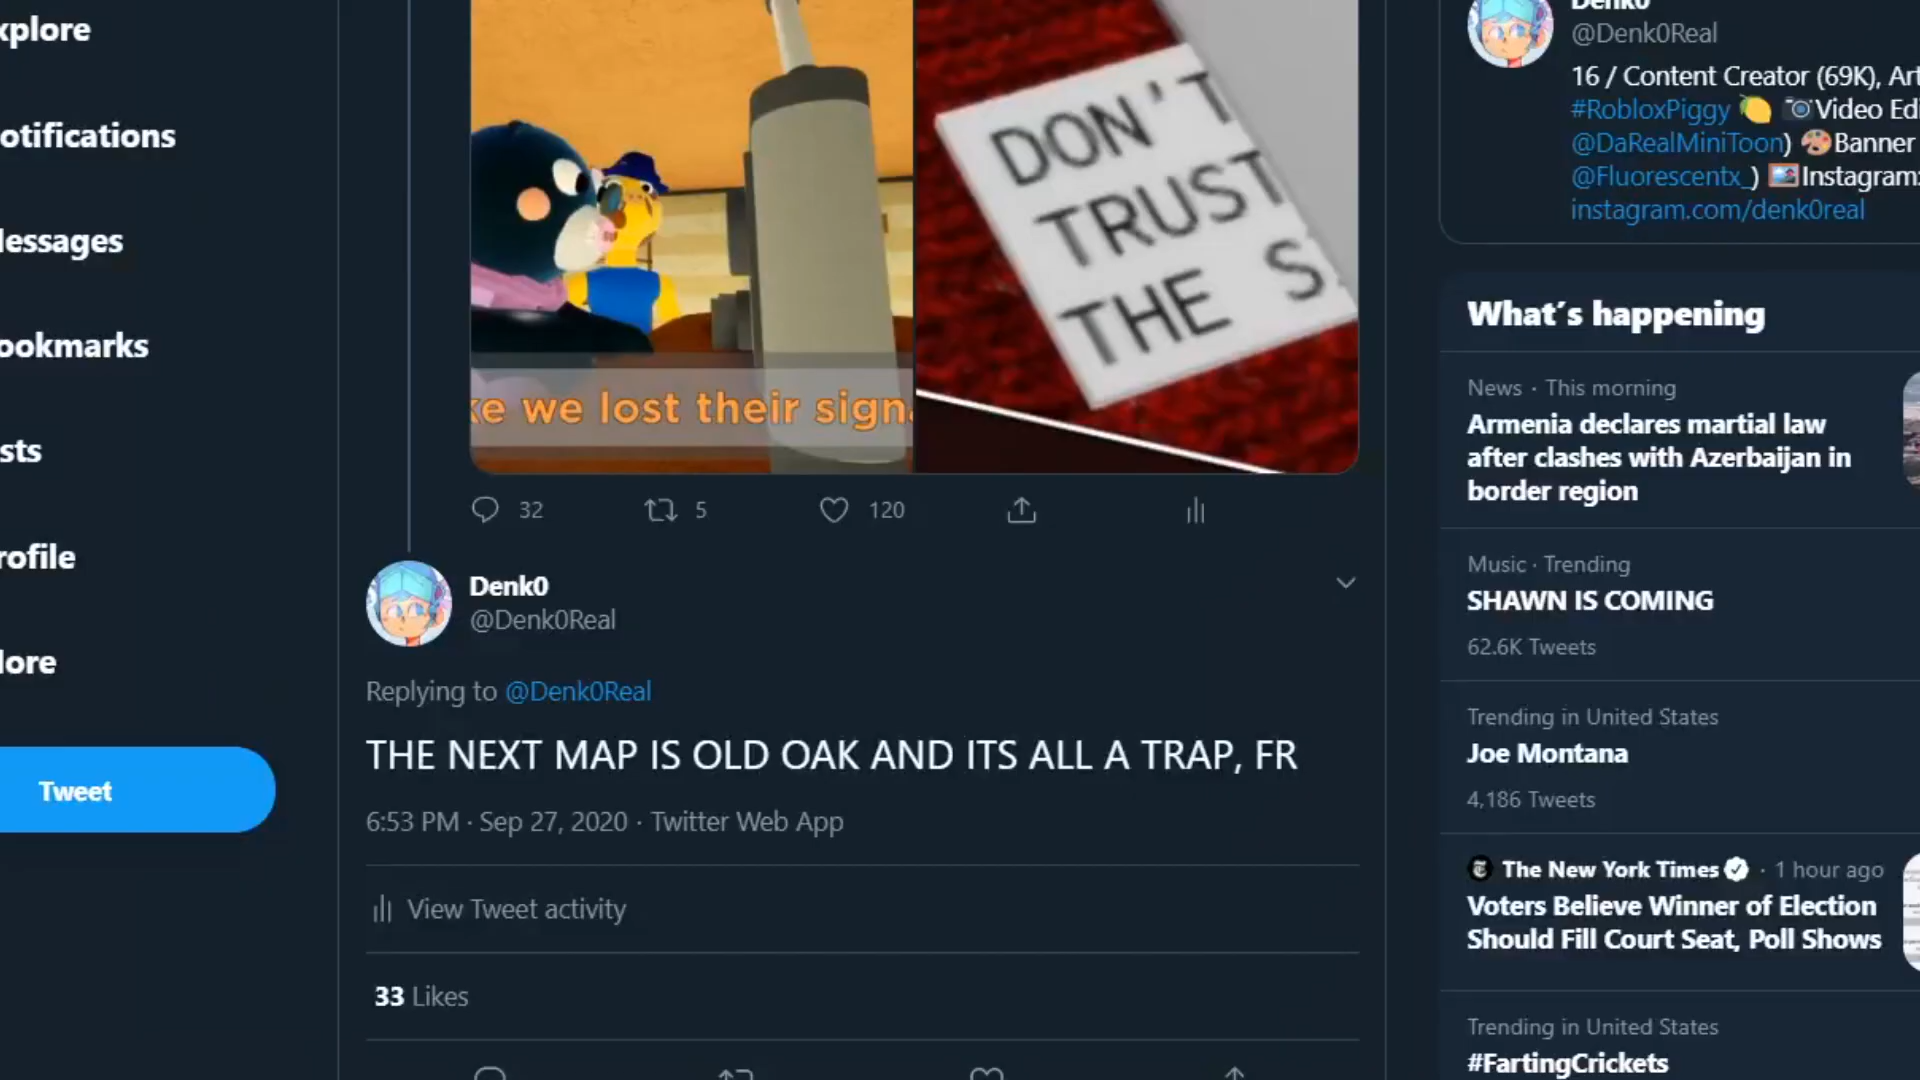 xplore
otifications
essages
ookmarks
sts
rofile
ore
Tweet
ke we lost their sign
DON'T
TRUST
THE S
32
5
120
Denk0
@Denk0Real
Replying to @Denk0Real
THE NEXT MAP IS OLD OAK AND ITS ALL A TRAP, FR
6:53 PM · Sep 27, 2020 · Twitter Web App
View Tweet activity
33 Likes
Denk0
@Denk0Real
16 / Content Creator (69K), Art
#RobloxPiggy 🍋 📷Video Edi
@DaRealMiniToon) 🎨Banner
@Fluorescentx_) 🖼️Instagram:
instagram.com/denk0real
What's happening
News · This morning
Armenia declares martial law
after clashes with Azerbaijan in
border region
Music · Trending
SHAWN IS COMING
62.6K Tweets
Trending in United States
Joe Montana
4,186 Tweets
The New York Times · 1 hour ago
Voters Believe Winner of Election
Should Fill Court Seat, Poll Shows
Trending in United States
#FartingCrickets